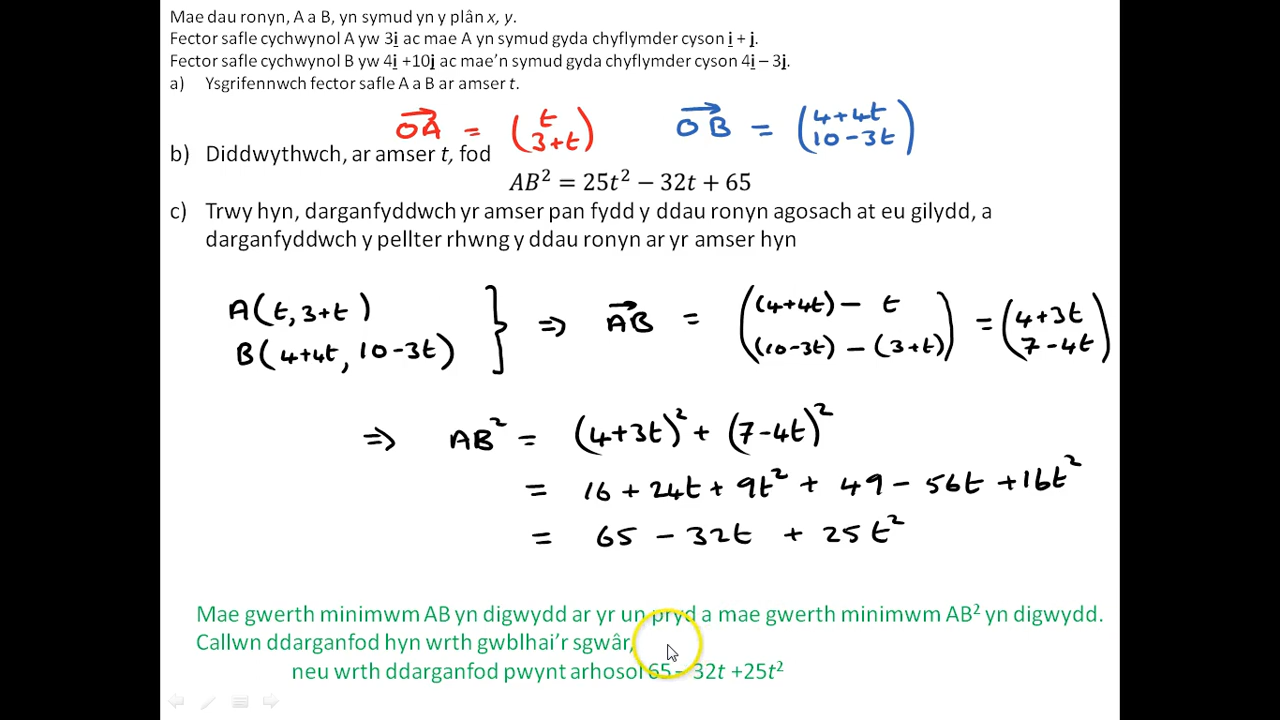 Mae dau ronyn, A a B, yn symud yn y plân x, y.
Fector safle cychwynol A yw 3i ac mae A yn symud gyda chyflymder cyson i + j.
Fector safle cychwynol B yw 4i +10j ac mae’n symud gyda chyflymder cyson 4i – 3j.
a) Ysgrifennwch fector safle A a B ar amser t.
OA = (t 3+t) OB = (4+4t 10-3t)
b) Diddwythwch, ar amser t, fod
AB² = 25t² − 32t + 65
c) Trwy hyn, darganfyddwch yr amser pan fydd y ddau ronyn agosach at eu gilydd, a
darganfyddwch y pellter rhwng y ddau ronyn ar yr amser hyn
A(t, 3+t)
B(4+4t, 10-3t) } ⇒ AB = ((4+4t) - t (10-3t) - (3+t)) = (4+3t 7-4t)
⇒ AB² = (4+3t)² + (7-4t)²
= 16 + 24t + 9t² + 49 - 56t + 16t²
= 65 - 32t + 25t²
Mae gwerth minimwm AB yn digwydd ar yr un pryd a mae gwerth minimwm AB² yn digwydd.
Callwn ddarganfod hyn wrth gwblhai’r sgwâr,
neu wrth ddarganfod pwynt arhosol 65 – 32t +25t²